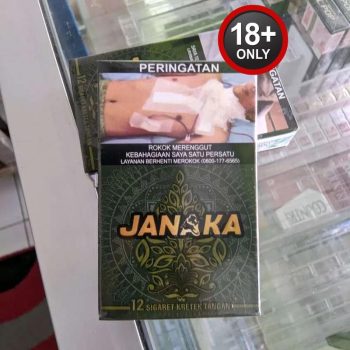 18+
ONLY
PERINGATAN
ROKOK MERENGGUT
KEBAHAGIAAN SAYA SATU PERSATU
LAYANAN BERHENTI MEROKOK (0800-177-6565)
JANAKA
12 SIGARET KRETEK TANGAN